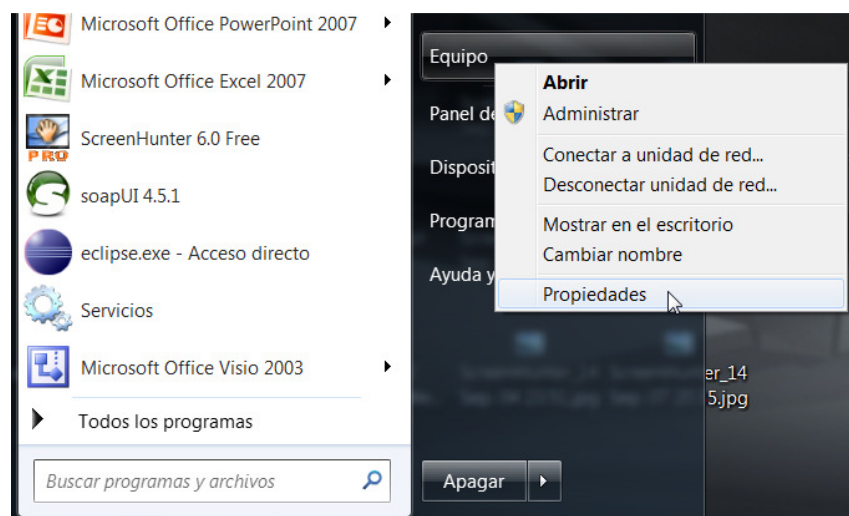 Microsoft Office PowerPoint 2007
Microsoft Office Excel 2007
PRO
ScreenHunter 6.0 Free
soapUI 4.5.1
eclipse.exe - Acceso directo
Servicios
Microsoft Office Visio 2003
Todos los programas
Buscar programas y archivos
Equipo
Panel de
Disposit
Program
Ayuda y
Apagar
Abrir
Administrar
Conectar a unidad de red...
Desconectar unidad de red...
Mostrar en el escritorio
Cambiar nombre
Propiedades
er_14
5.jpg